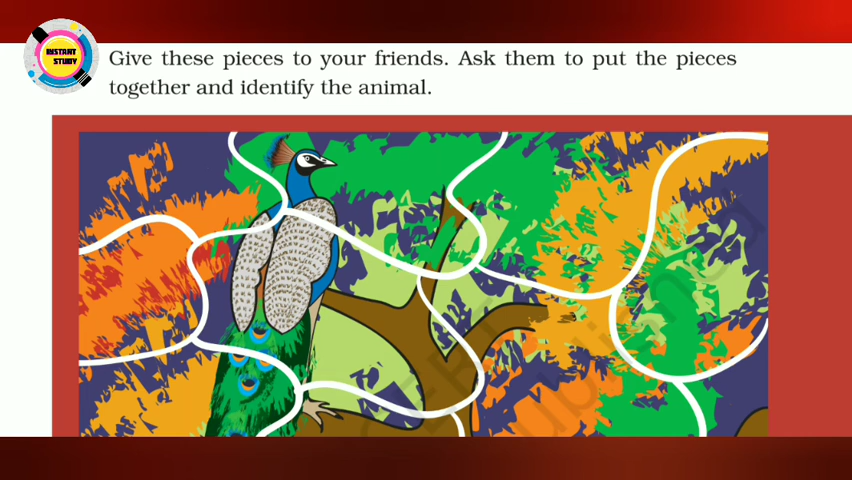 INSTANT
STUDY
Give these pieces to your friends. Ask them to put the pieces
together and identify the animal.